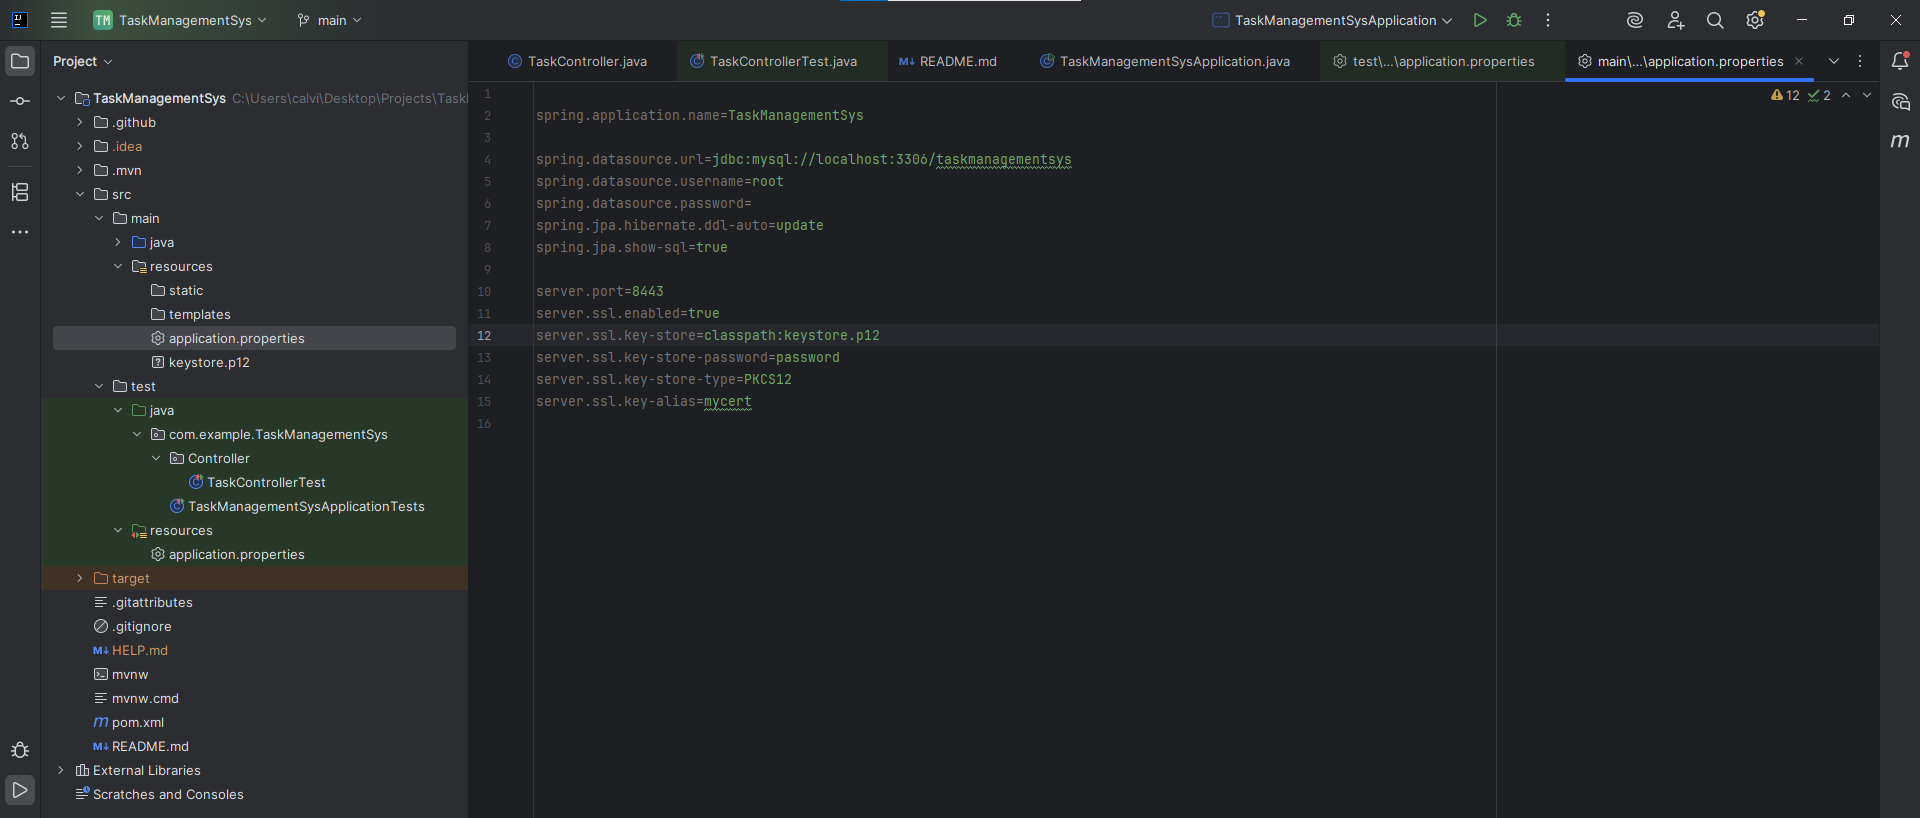 TM TaskManagementSys main TaskManagementSysApplication
Project
TaskController.java TaskControllerTest.java M↓ README.md TaskManagementSysApplication.java test\...\application.properties main\...\application.properties
TaskManagementSys C:\Users\calvi\Desktop\Projects\Task
.github
.idea
.mvn
src
main
java
resources
static
templates
application.properties
keystore.p12
test
java
com.example.TaskManagementSys
Controller
TaskControllerTest
TaskManagementSysApplicationTests
resources
application.properties
target
.gitattributes
.gitignore
M↓ HELP.md
mvnw
mvnw.cmd
m pom.xml
M↓ README.md
External Libraries
Scratches and Consoles
12 2
1
2 spring.application.name=TaskManagementSys
3
4 spring.datasource.url=jdbc:mysql://localhost:3306/taskmanagementsys
5 spring.datasource.username=root
6 spring.datasource.password=
7 spring.jpa.hibernate.ddl-auto=update
8 spring.jpa.show-sql=true
9
10 server.port=8443
11 server.ssl.enabled=true
12 server.ssl.key-store=classpath:keystore.p12
13 server.ssl.key-store-password=password
14 server.ssl.key-store-type=PKCS12
15 server.ssl.key-alias=mycert
16
m